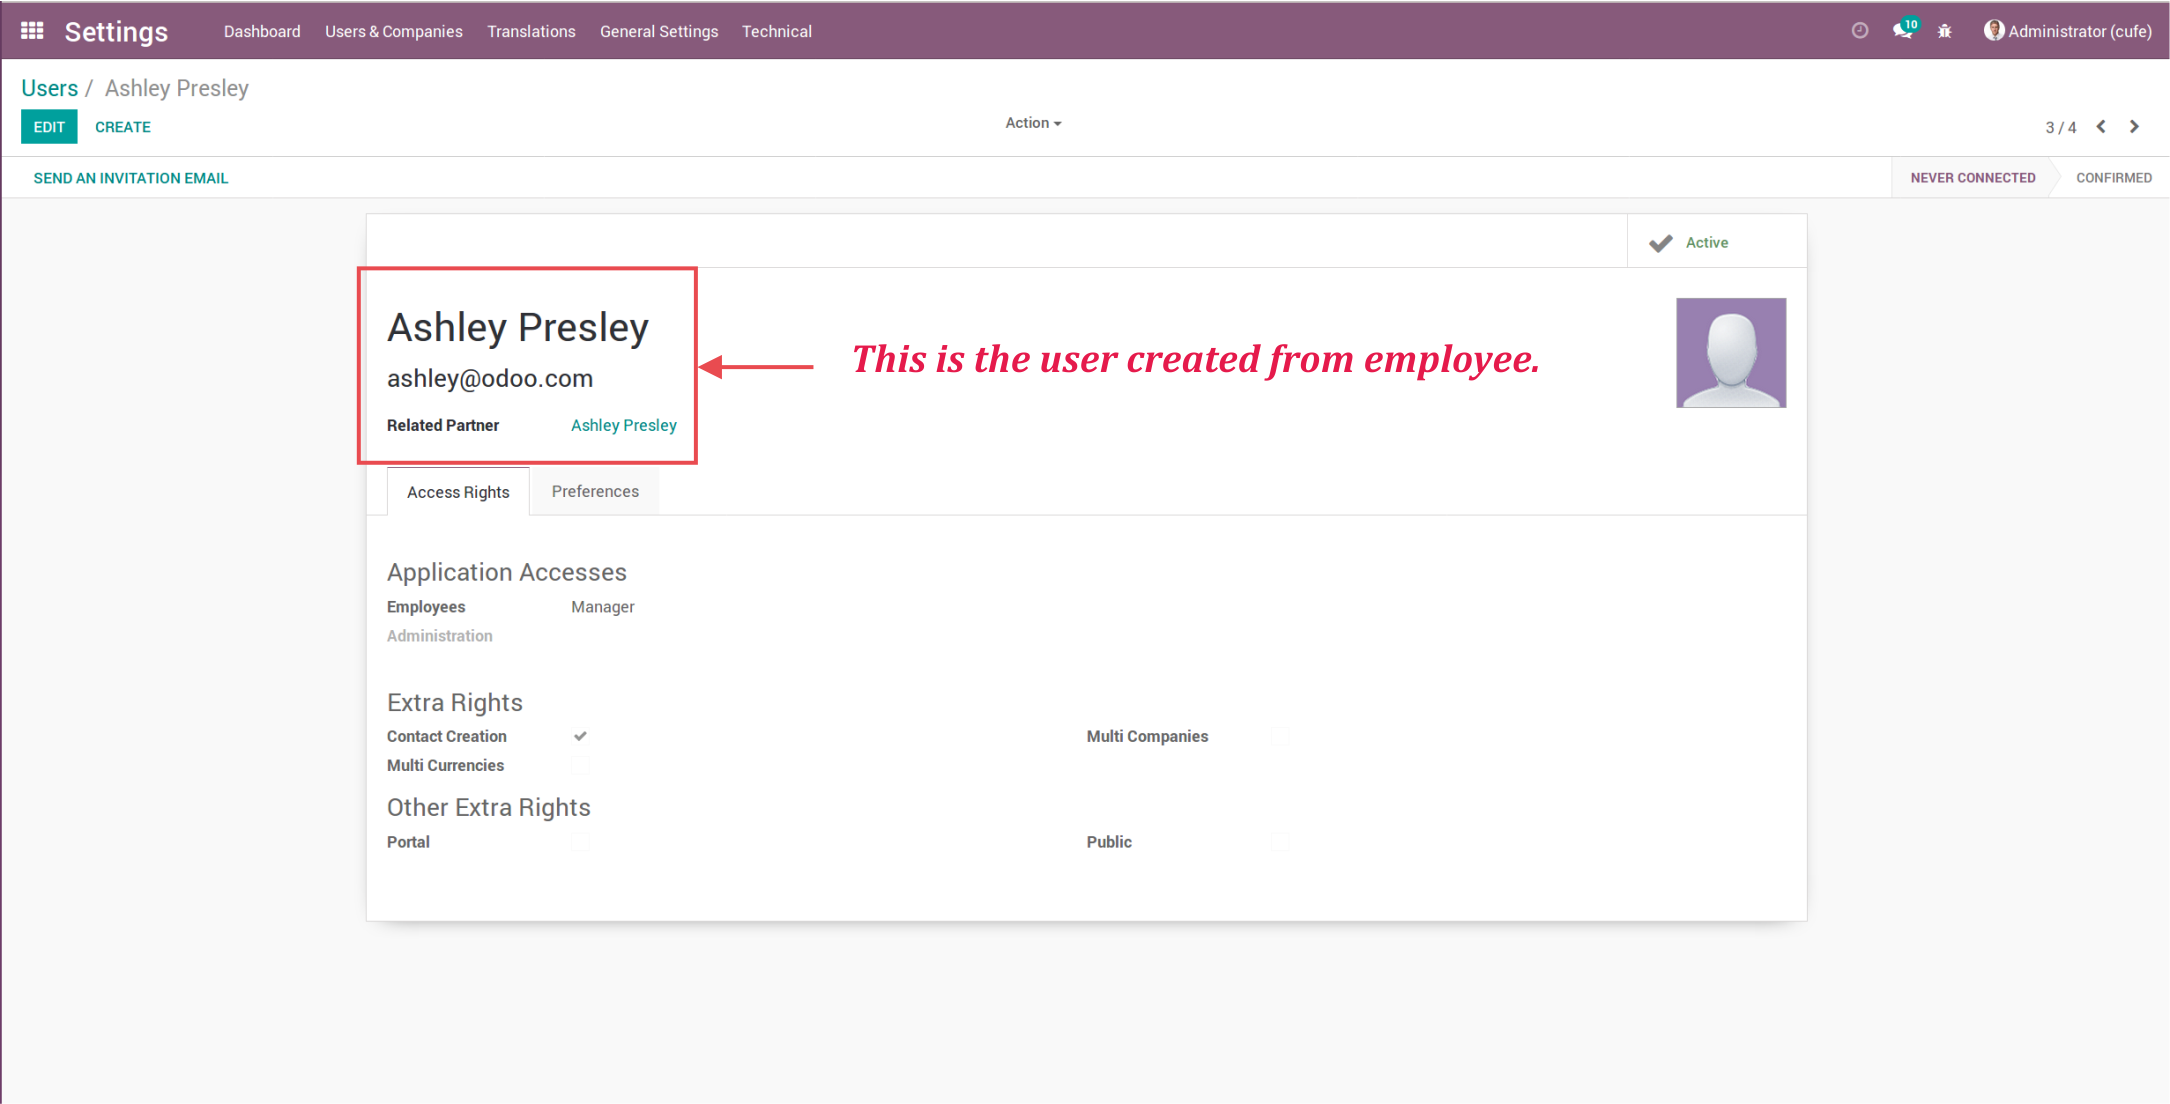 Settings Dashboard Users & Companies Translations General Settings Technical 10 Administrator (cufe)
Users / Ashley Presley
EDIT CREATE Action 3 / 4
SEND AN INVITATION EMAIL NEVER CONNECTED CONFIRMED
Active
Ashley Presley
This is the user created from employee.
ashley@odoo.com
Related Partner Ashley Presley
Access Rights Preferences
Application Accesses
Employees Manager
Administration
Extra Rights
Contact Creation Multi Companies
Multi Currencies
Other Extra Rights
Portal Public